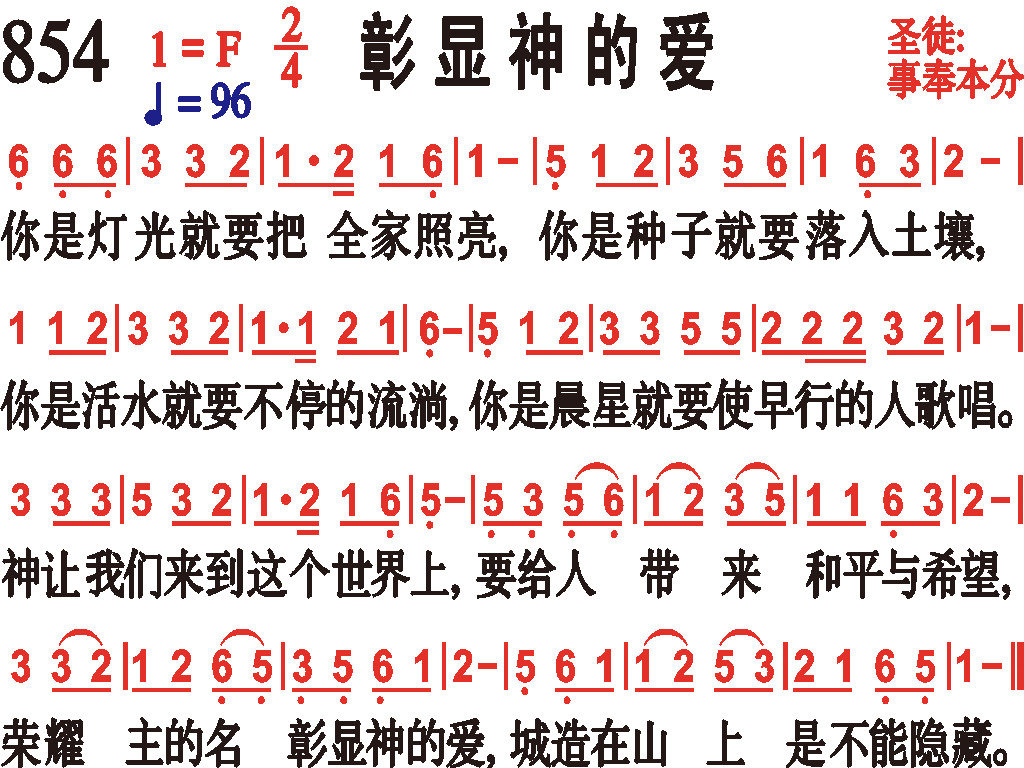 854 1=F 2/4 彰显神的爱 圣徒:
♩=96 事奉本分
6 6 6|3 3 2|1·2 1 6|1-|5 1 2|3 5 6|1 6 3|2-|
你是灯光就要把 全家照亮, 你是种子就要落入土壤,
1 1 2|3 3 2|1·1 2 1|6-|5 1 2|3 3 5 5|2 2 2 3 2|1-|
你是活水就要不停的流淌,你是晨星就要使早行的人歌唱。
3 3 3|5 3 2|1·2 1 6|5-|5 3 5 6|1 2 3 5|1 1 6 3|2-|
神让我们来到这个世界上,要给人 带 来 和平与希望,
3 3 2|1 2 6 5|3 5 6 1|2-|5 6 1|1 2 5 3|2 1 6 5|1-‖
荣耀 主的名 彰显神的爱,城造在山 上 是不能隐藏。